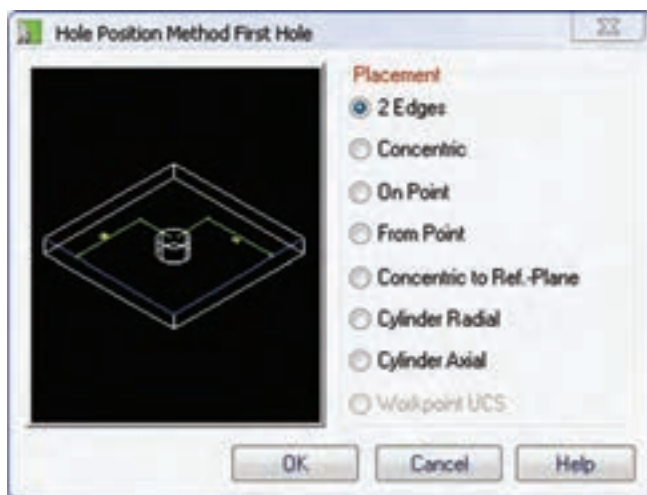 Hole Position Method First Hole
Placement
2 Edges
Concentric
On Point
From Point
Concentric to Ref.-Plane
Cylinder Radial
Cylinder Axial
Workpoint UCS
OK
Cancel
Help